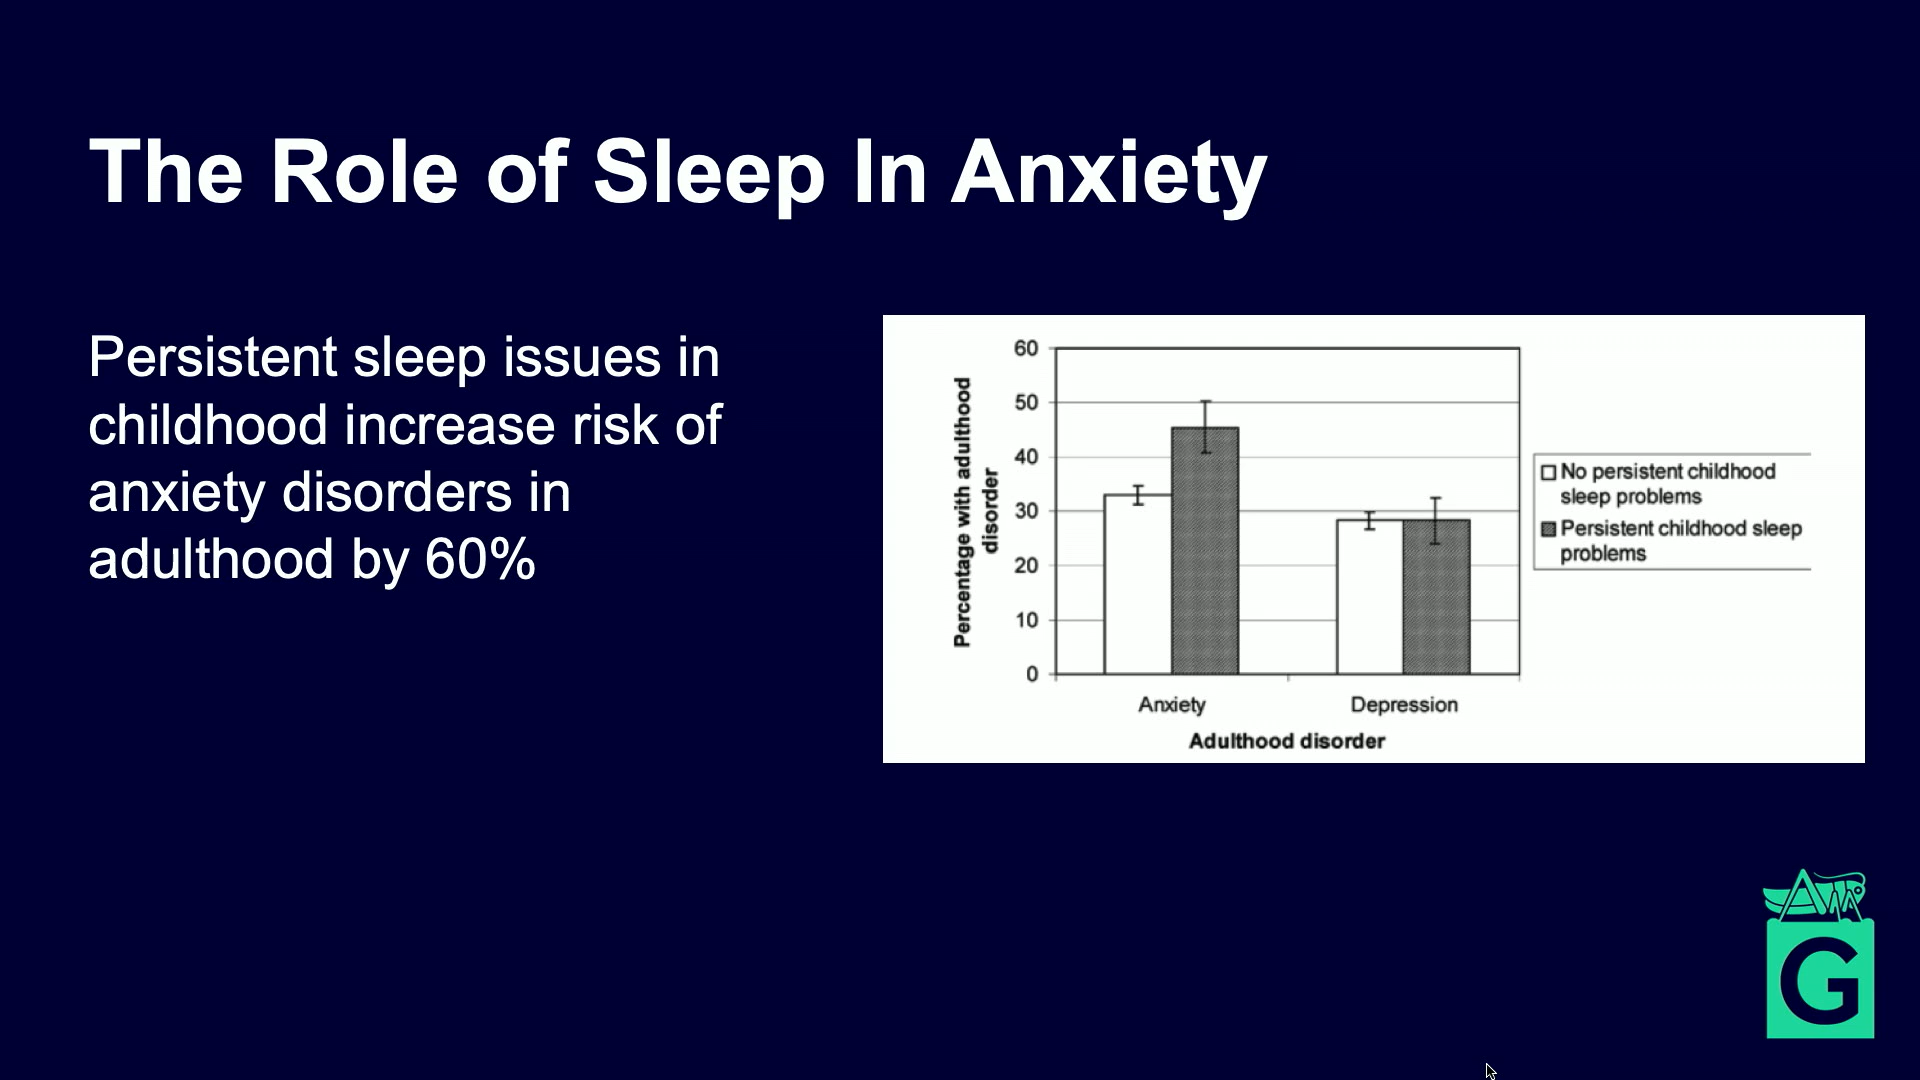 The Role of Sleep In Anxiety
Persistent sleep issues in
childhood increase risk of
anxiety disorders in
adulthood by 60%
Percentage with adulthood
disorder
60
50
40
30
20
10
0
Anxiety
Depression
Adulthood disorder
No persistent childhood
sleep problems
Persistent childhood sleep
problems
G